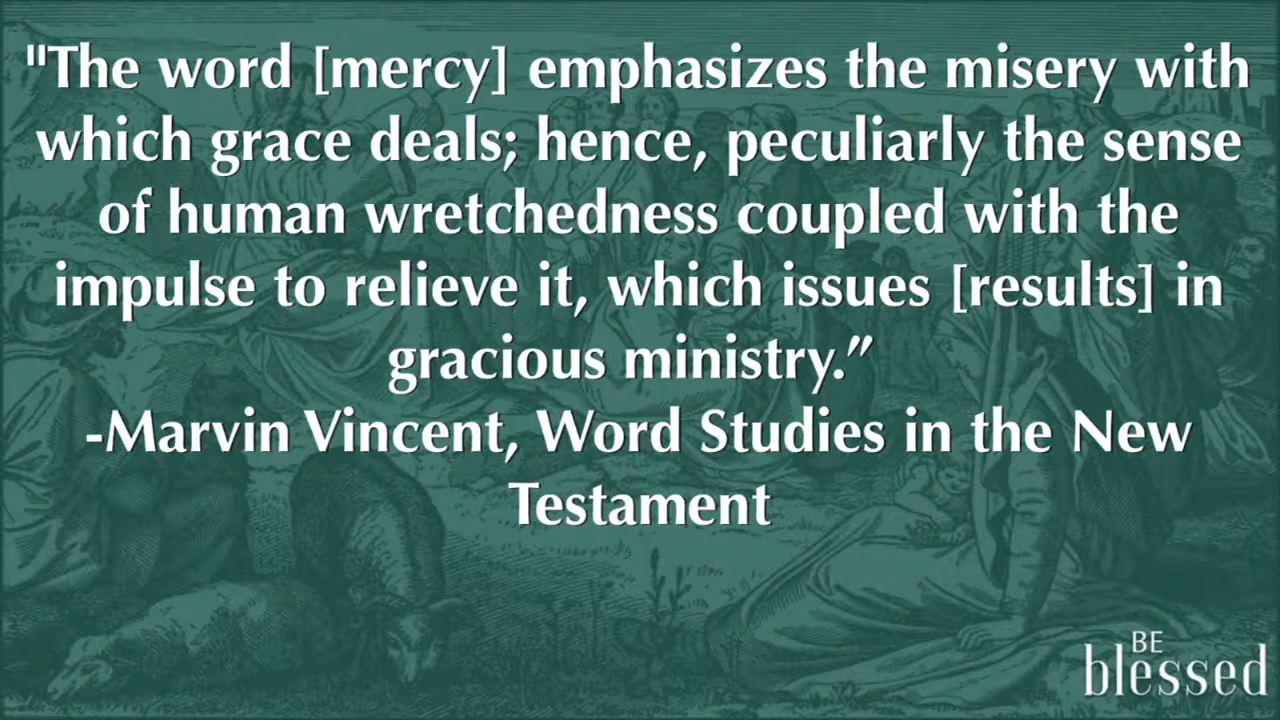 "The word [mercy] emphasizes the misery with
which grace deals; hence, peculiarly the sense
of human wretchedness coupled with the
impulse to relieve it, which issues [results] in
gracious ministry.”
-Marvin Vincent, Word Studies in the New
Testament
BE
blessed